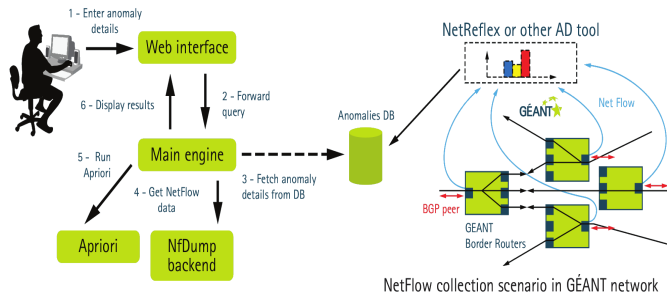 1 - Enter anomaly
details
Web interface
6 - Display results
2 - Forward
query
Main engine
5 - Run
Apriori
4 - Get NetFlow
data
3 - Fetch anomaly
details from DB
Apriori
NfDump
backend
Anomalies DB
NetReflex or other AD tool
Net Flow
GÉANT
BGP peer
GEANT
Border Routers
NetFlow collection scenario in GÉANT network